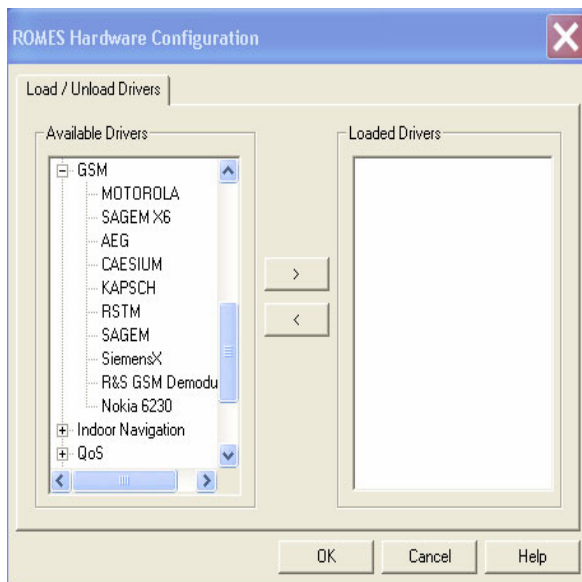 ROMES Hardware Configuration
Load / Unload Drivers
Available Drivers
GSM
MOTOROLA
SAGEM X6
AEG
CAESIUM
KAPSCH
RSTM
SAGEM
SiemensX
R&S GSM Demodu
Nokia 6230
Indoor Navigation
QoS
>
<
Loaded Drivers
OK
Cancel
Help